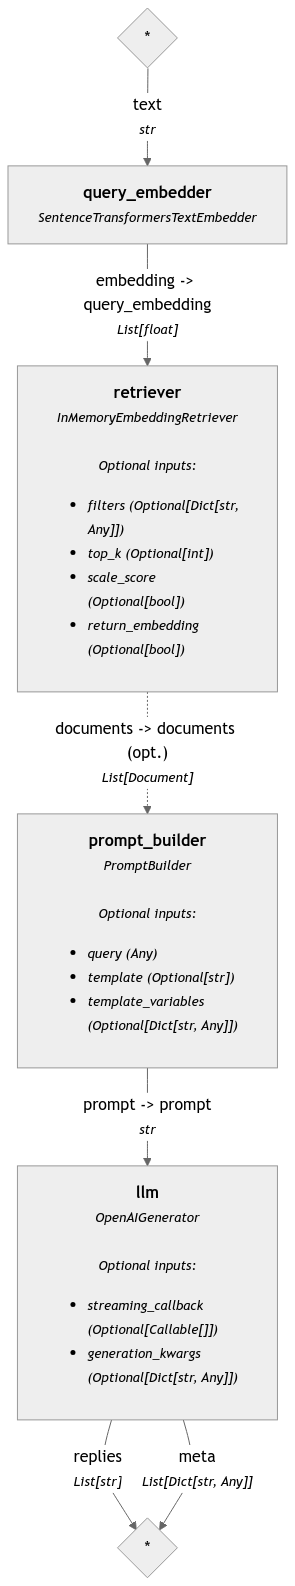 *
text
str
query_embedder
SentenceTransformersTextEmbedder
embedding ->
query_embedding
List[float]
retriever
InMemoryEmbeddingRetriever
Optional inputs:
• filters (Optional[Dict[str,
Any]])
• top_k (Optional[int])
• scale_score
(Optional[bool])
• return_embedding
(Optional[bool])
documents -> documents
(opt.)
List[Document]
prompt_builder
PromptBuilder
Optional inputs:
• query (Any)
• template (Optional[str])
• template_variables
(Optional[Dict[str, Any]])
prompt -> prompt
str
llm
OpenAIGenerator
Optional inputs:
• streaming_callback
(Optional[Callable[]])
• generation_kwargs
(Optional[Dict[str, Any]])
replies meta
List[str] List[Dict[str, Any]]
*